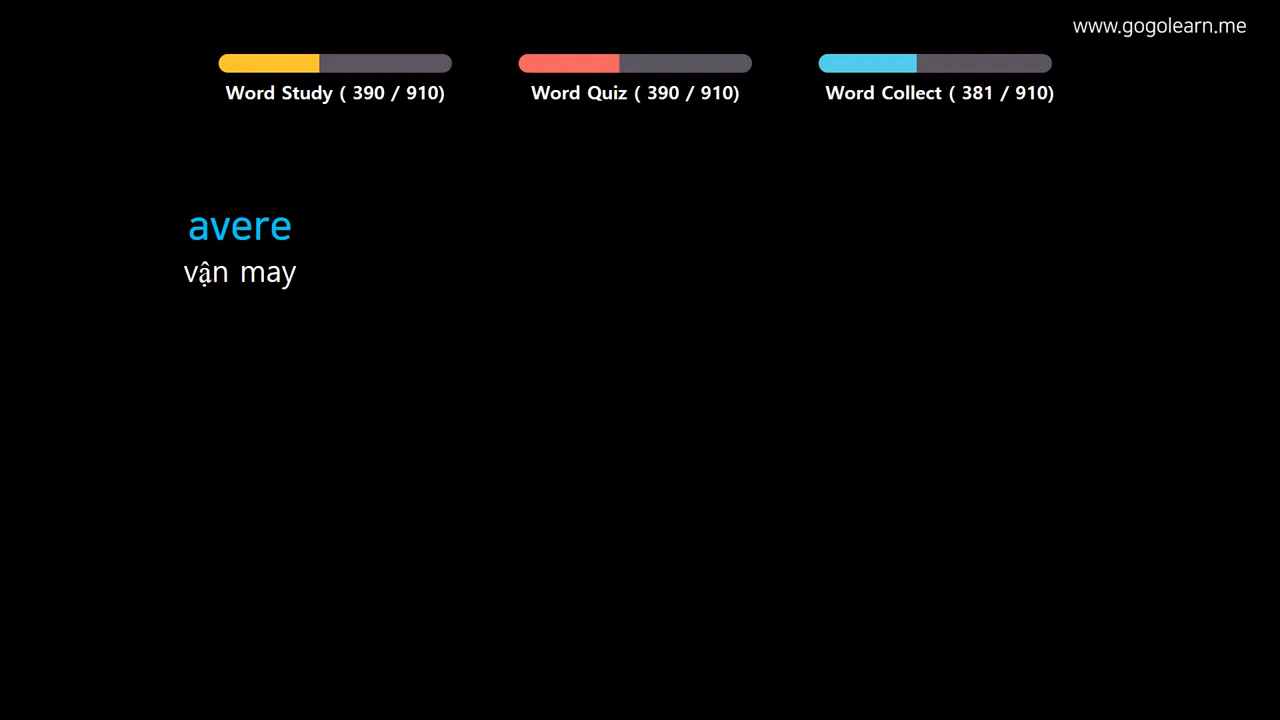 www.gogolearn.me
Word Study ( 390 / 910)
Word Quiz ( 390 / 910)
Word Collect ( 381 / 910)
avere
vận may